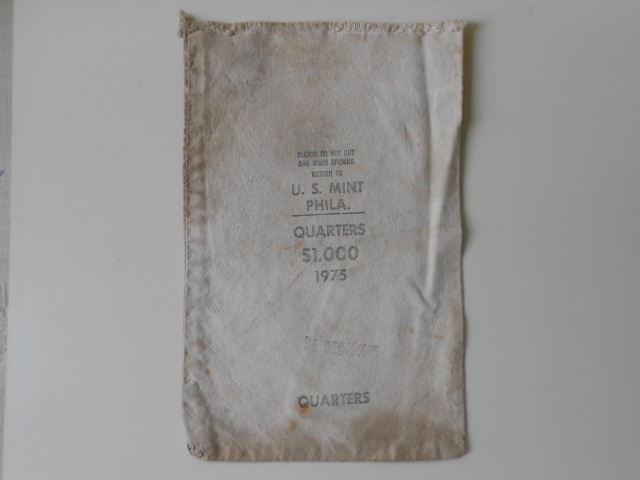 PLEASE DO NOT CUT
BAG WHEN OPENING
RETURN TO
U. S. MINT
PHILA.
QUARTERS
$1.000
1975
QUARTERS